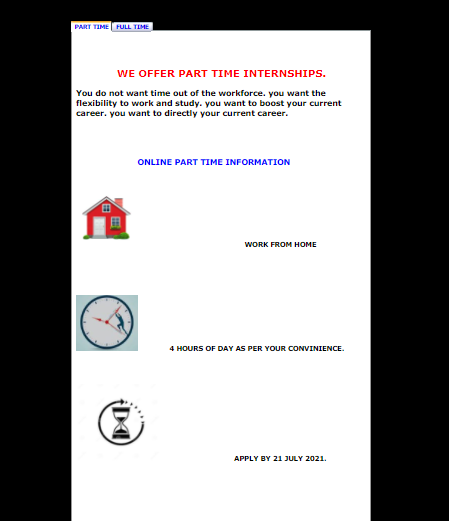 PART TIME FULL TIME
WE OFFER PART TIME INTERNSHIPS.
You do not want time out of the workforce. you want the
flexibility to work and study. you want to boost your current
career. you want to directly your current career.
ONLINE PART TIME INFORMATION
WORK FROM HOME
4 HOURS OF DAY AS PER YOUR CONVINIENCE.
APPLY BY 21 JULY 2021.